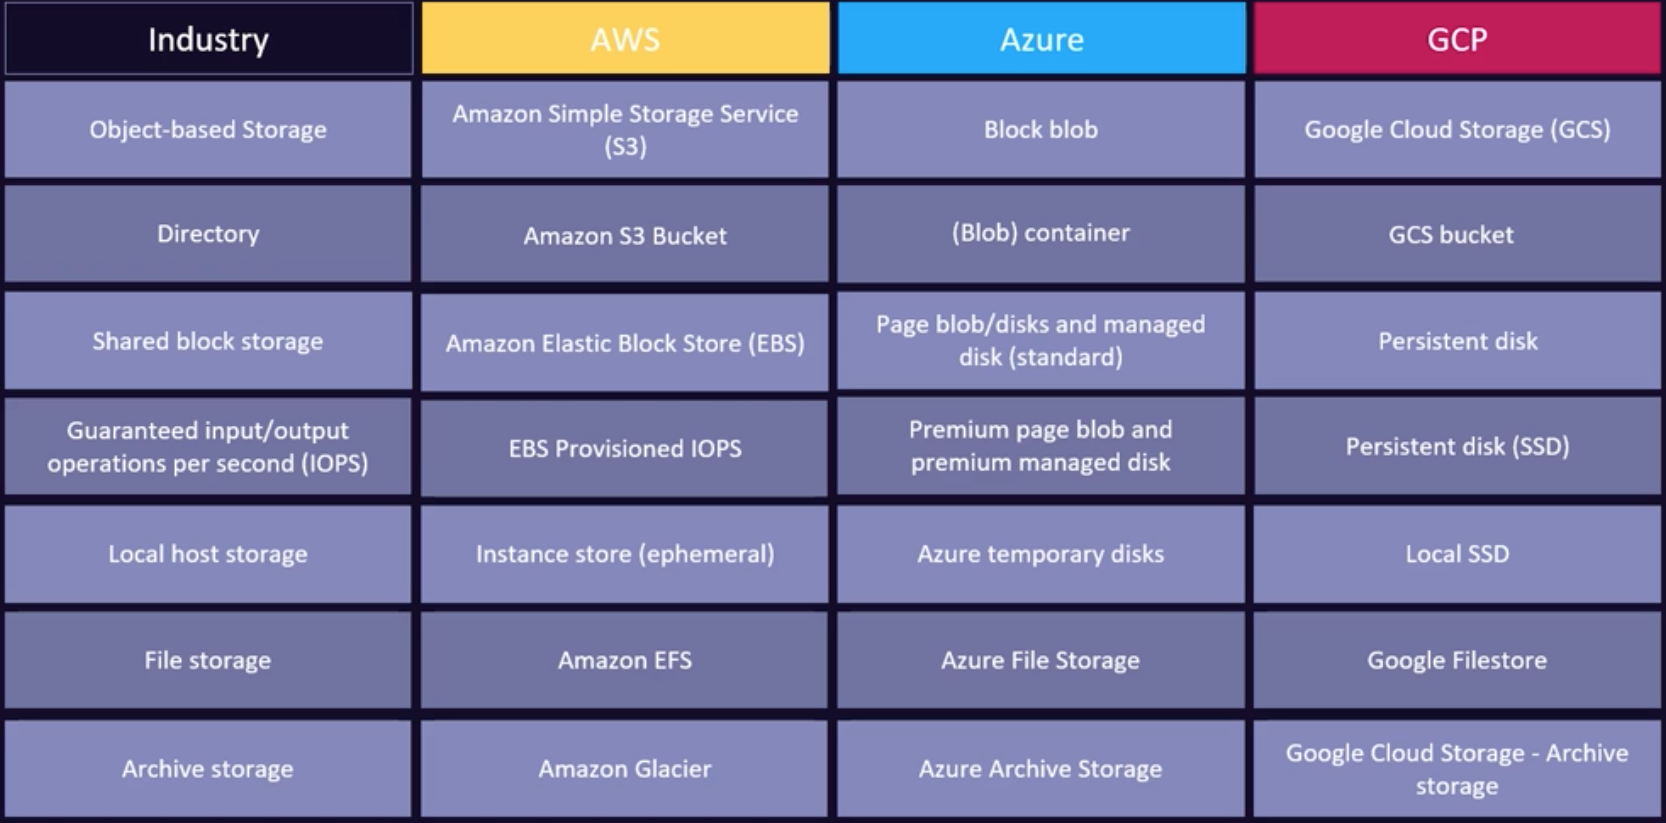 Industry
AWS
Azure
GCP
Object-based Storage
Amazon Simple Storage Service
(S3)
Block blob
Google Cloud Storage (GCS)
Directory
Amazon S3 Bucket
(Blob) container
GCS bucket
Shared block storage
Amazon Elastic Block Store (EBS)
Page blob/disks and managed
disk (standard)
Persistent disk
Guaranteed input/output
operations per second (IOPS)
EBS Provisioned IOPS
Premium page blob and
premium managed disk
Persistent disk (SSD)
Local host storage
Instance store (ephemeral)
Azure temporary disks
Local SSD
File storage
Amazon EFS
Azure File Storage
Google Filestore
Archive storage
Amazon Glacier
Azure Archive Storage
Google Cloud Storage - Archive
storage